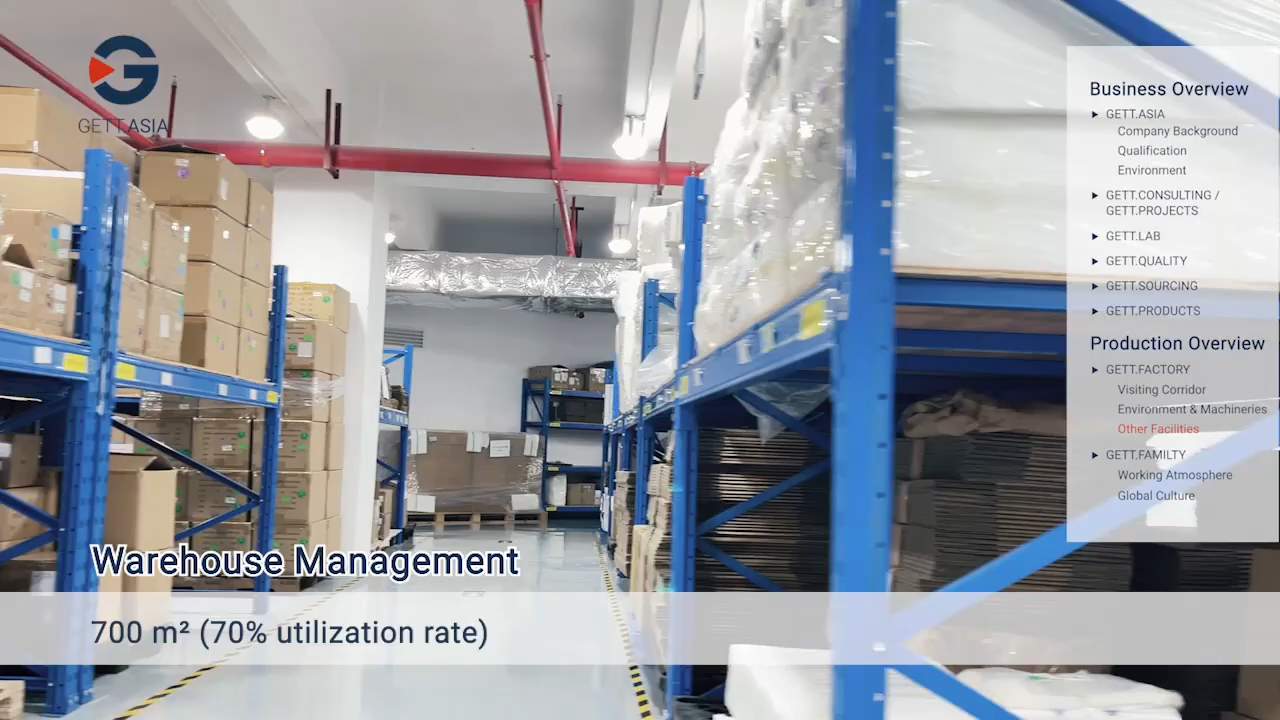 GETT.ASIA
Business Overview
GETT.ASIA
Company Background
Qualification
Environment
GETT.CONSULTING /
GETT.PROJECTS
GETT.LAB
GETT.QUALITY
GETT.SOURCING
GETT.PRODUCTS
Production Overview
GETT.FACTORY
Visiting Corridor
Environment & Machineries
Other Facilities
GETT.FAMILTY
Working Atmosphere
Global Culture
Warehouse Management
700 m² (70% utilization rate)